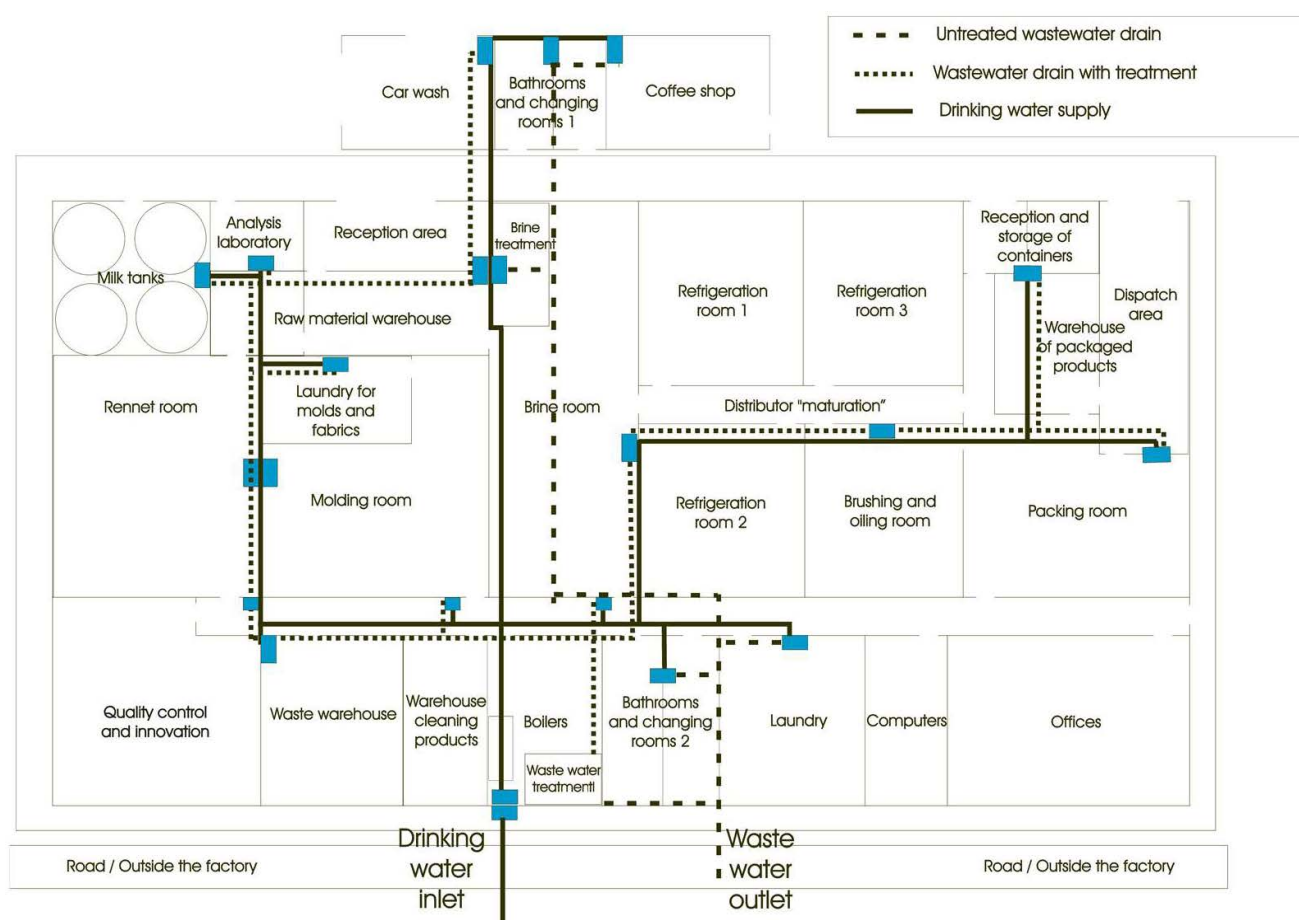 Untreated wastewater drain
Wastewater drain with treatment
Drinking water supply
Car wash
Bathrooms
and changing
rooms 1
Coffee shop
Analysis
laboratory
Reception area
Brine
treatment
Milk tanks
Raw material warehouse
Refrigeration
room 1
Refrigeration
room 3
Reception and
storage of
containers
Dispatch
area
Warehouse
of packaged
products
Rennet room
Laundry for
molds and
fabrics
Brine room
Distributor "maturation”
Molding room
Refrigeration
room 2
Brushing and
oiling room
Packing room
Quality control
and innovation
Waste warehouse
Warehouse
cleaning
products
Boilers
Waste water
treatmentl
Bathrooms
and changing
rooms 2
Laundry
Computers
Offices
Drinking
water
inlet
Waste
water
outlet
Road / Outside the factory
Road / Outside the factory